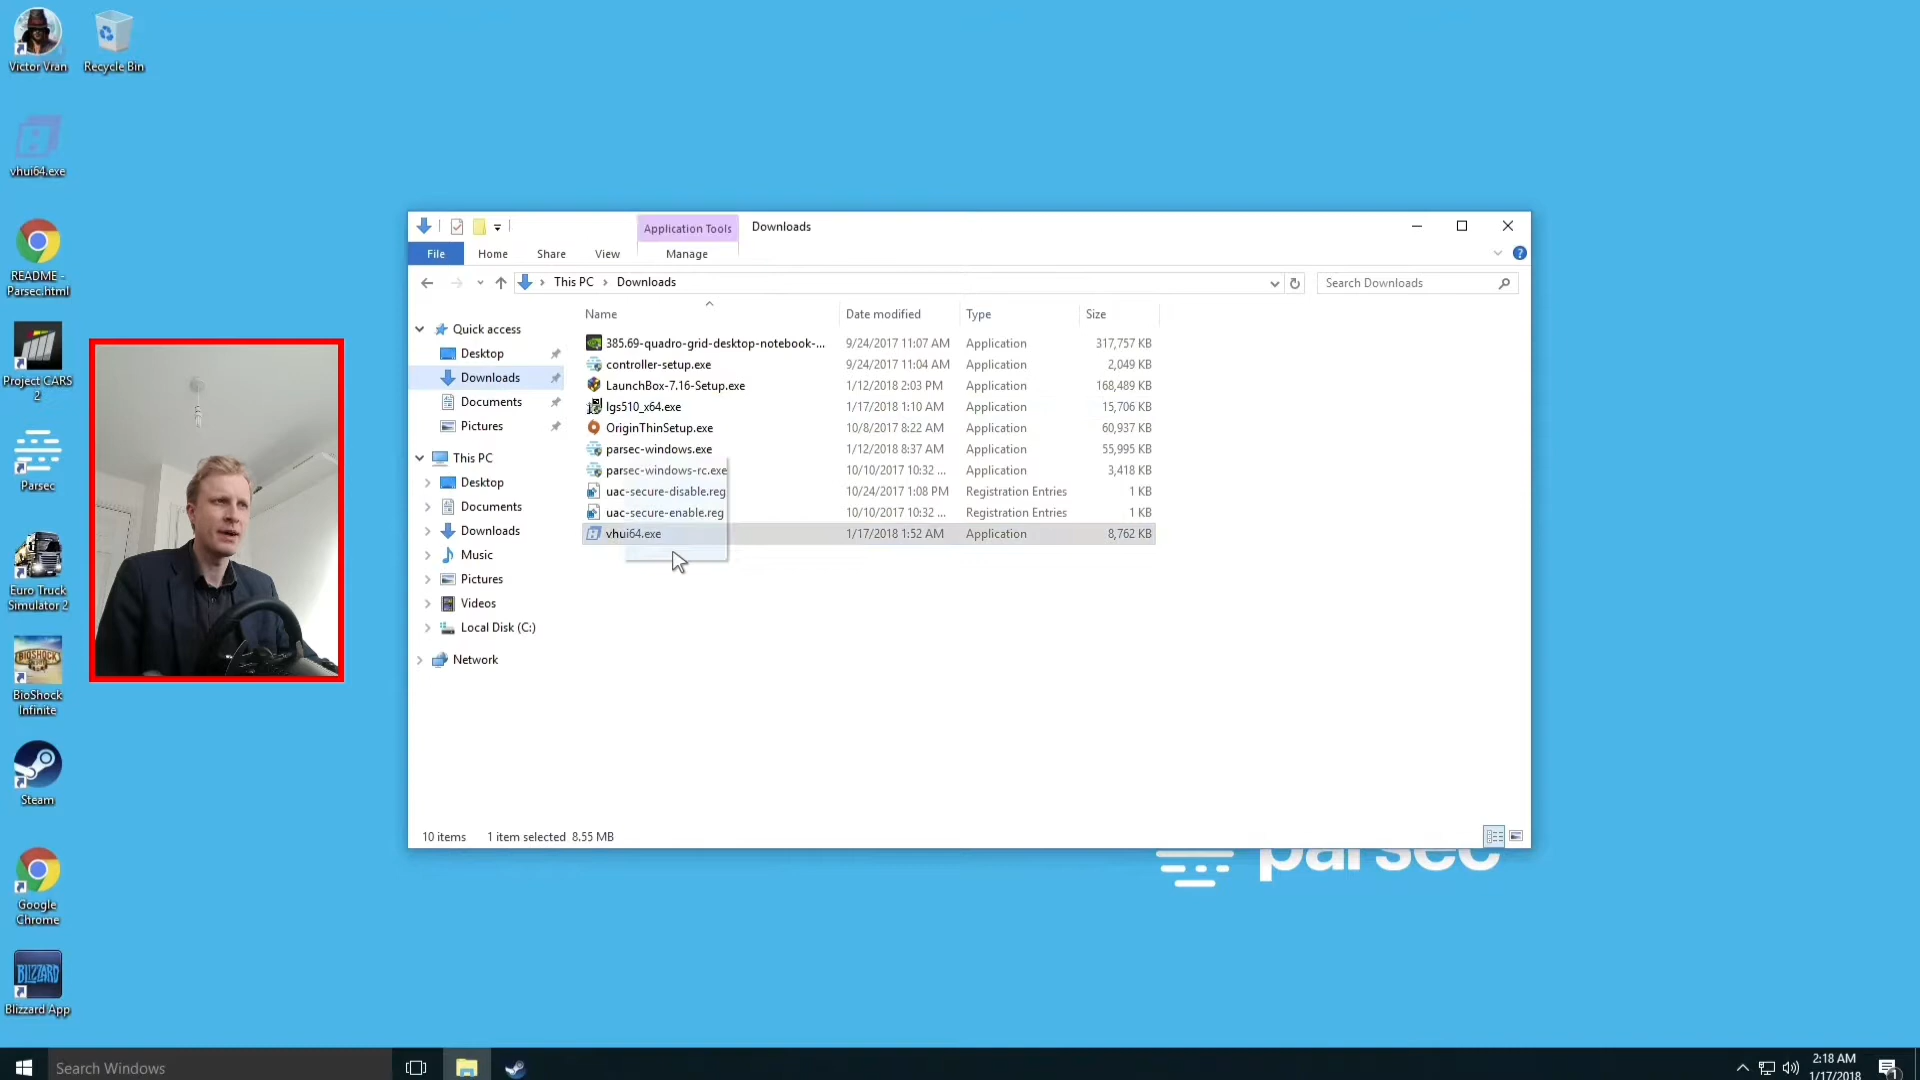 Victor Vran
Recycle Bin
vhui64.exe
README - Parsec.html
Project CARS 2
Parsec
Euro Truck Simulator 2
BioShock Infinite
Steam
Google Chrome
Blizzard App
BLIZZARD
BIOSHOCK
Application Tools
Downloads
File
Home
Share
View
Manage
This PC > Downloads
Search Downloads
Quick access
Desktop
Downloads
Documents
Pictures
This PC
Desktop
Documents
Downloads
Music
Pictures
Videos
Local Disk (C:)
Network
Name Date modified Type Size
385.69-quadro-grid-desktop-notebook-... 9/24/2017 11:07 AM Application 317,757 KB
controller-setup.exe 9/24/2017 11:04 AM Application 2,049 KB
LaunchBox-7.16-Setup.exe 1/12/2018 2:03 PM Application 168,489 KB
lgs510_x64.exe 1/17/2018 1:10 AM Application 15,706 KB
OriginThinSetup.exe 10/8/2017 8:22 AM Application 60,937 KB
parsec-windows.exe 1/12/2018 8:37 AM Application 55,995 KB
parsec-windows-rc.exe 10/10/2017 10:32 ... Application 3,418 KB
uac-secure-disable.reg 10/24/2017 1:08 PM Registration Entries 1 KB
uac-secure-enable.reg 10/10/2017 10:32 ... Registration Entries 1 KB
vhui64.exe 1/17/2018 1:52 AM Application 8,762 KB
10 items 1 item selected 8.55 MB
parsec
Search Windows
2:18 AM
1/17/2018
1